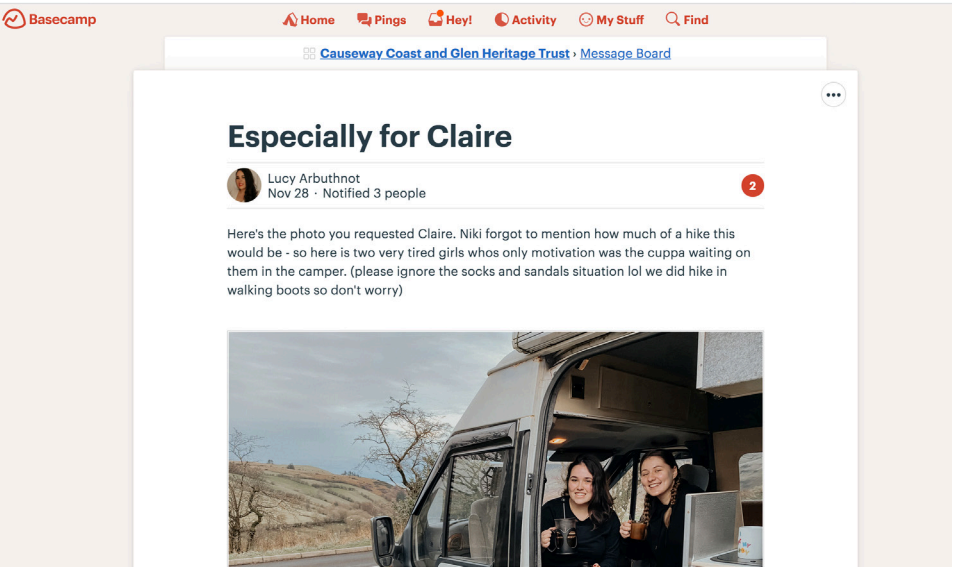 Basecamp
Home Pings Hey! Activity My Stuff Find
Causeway Coast and Glen Heritage Trust › Message Board
Especially for Claire
Lucy Arbuthnot
Nov 28 · Notified 3 people
2
Here's the photo you requested Claire. Niki forgot to mention how much of a hike this
would be - so here is two very tired girls whos only motivation was the cuppa waiting on
them in the camper. (please ignore the socks and sandals situation lol we did hike in
walking boots so don't worry)